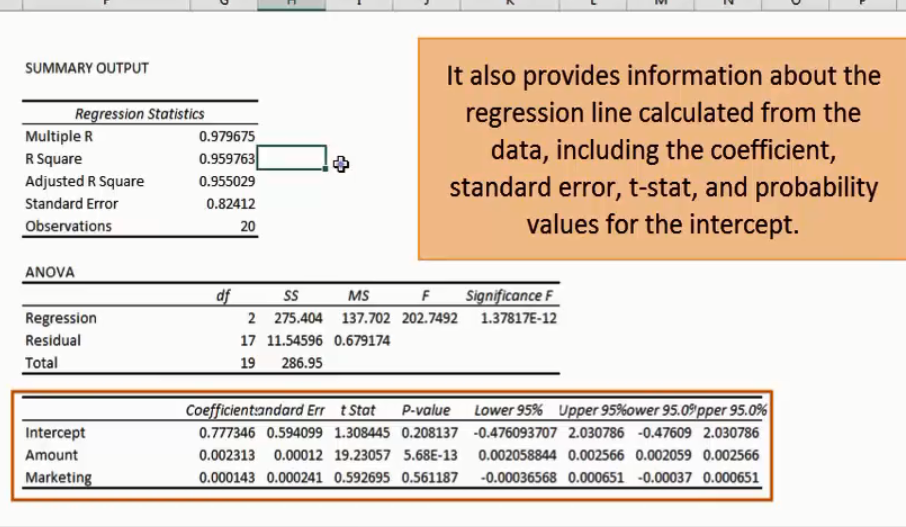 F G H I J K L M N O P
SUMMARY OUTPUT
It also provides information about the
regression line calculated from the
data, including the coefficient,
standard error, t-stat, and probability
values for the intercept.
Regression Statistics
Multiple R 0.979675
R Square 0.959763
Adjusted R Square 0.955029
Standard Error 0.82412
Observations 20
ANOVA
df SS MS F Significance F
Regression 2 275.404 137.702 202.7492 1.37817E-12
Residual 17 11.54596 0.679174
Total 19 286.95
Coefficients andard Err t Stat P-value Lower 95% Upper 95% ower 95.0% pper 95.0%
Intercept 0.777346 0.594099 1.308445 0.208137 -0.476093707 2.030786 -0.47609 2.030786
Amount 0.002313 0.00012 19.23057 5.68E-13 0.002058844 0.002566 0.002059 0.002566
Marketing 0.000143 0.000241 0.592695 0.561187 -0.00036568 0.000651 -0.00037 0.000651